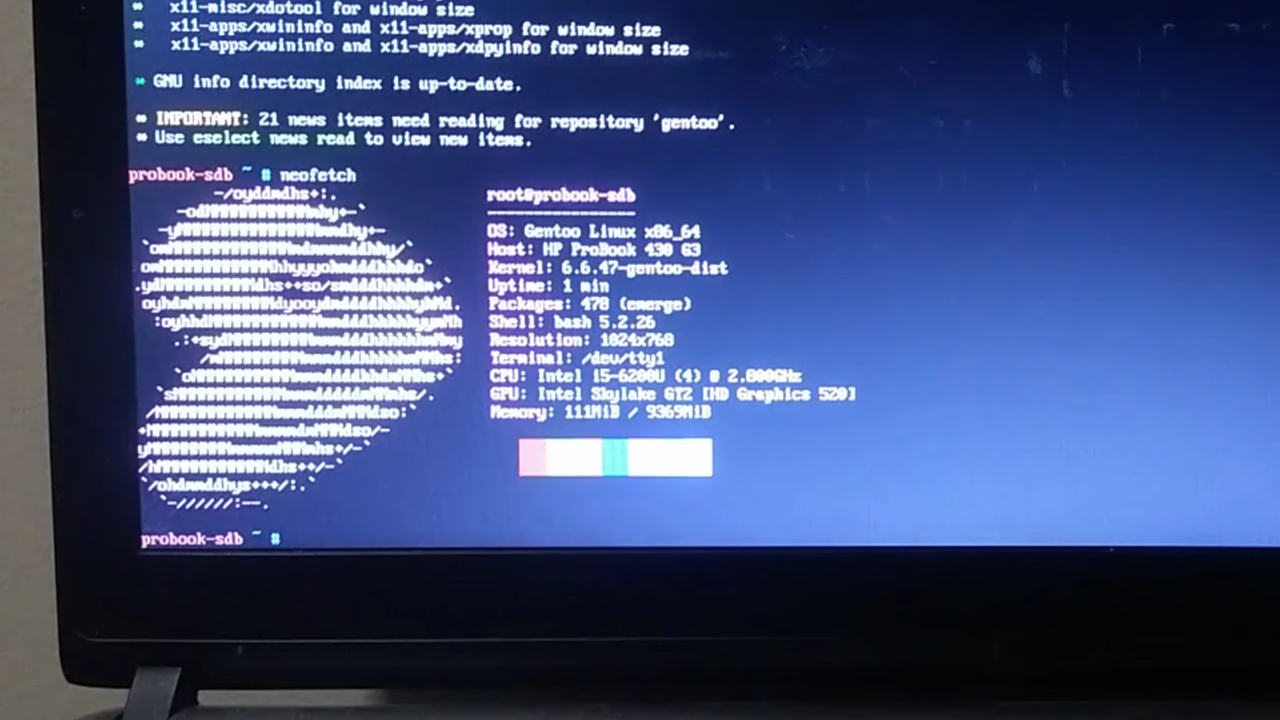 * x11-misc/xdotool for window size
* x11-apps/xwininfo and x11-apps/xprop for window size
* x11-apps/xwininfo and x11-apps/xdpyinfo for window size
* GNU info directory index is up-to-date.
* IMPORTANT: 21 news items need reading for repository 'gentoo'.
* Use eselect news read to view new items.
probook-sdb ~ # neofetch
root@probook-sdb
----------------
OS: Gentoo Linux x86_64
Host: HP ProBook 430 G3
Kernel: 6.6.47-gentoo-dist
Uptime: 1 min
Packages: 478 (emerge)
Shell: bash 5.2.26
Resolution: 1024x768
Terminal: /dev/tty1
CPU: Intel i5-6200U (4) @ 2.800GHz
GPU: Intel Skylake GT2 [HD Graphics 520]
Memory: 111MiB / 9369MiB
probook-sdb ~ #